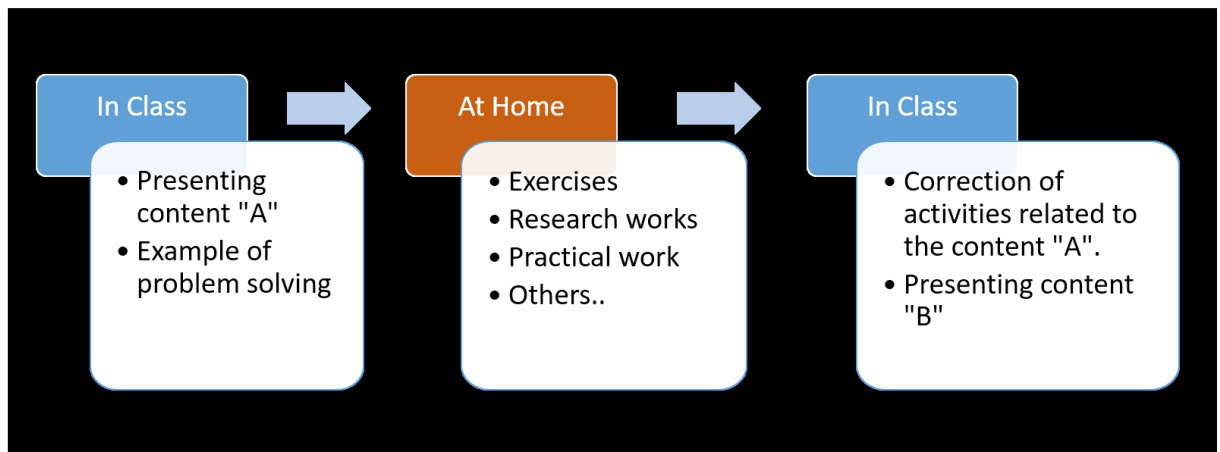 In Class
• Presenting
content "A"
• Example of
problem solving
At Home
• Exercises
• Research works
• Practical work
• Others..
In Class
• Correction of
activities related to
the content "A".
• Presenting content
"B"